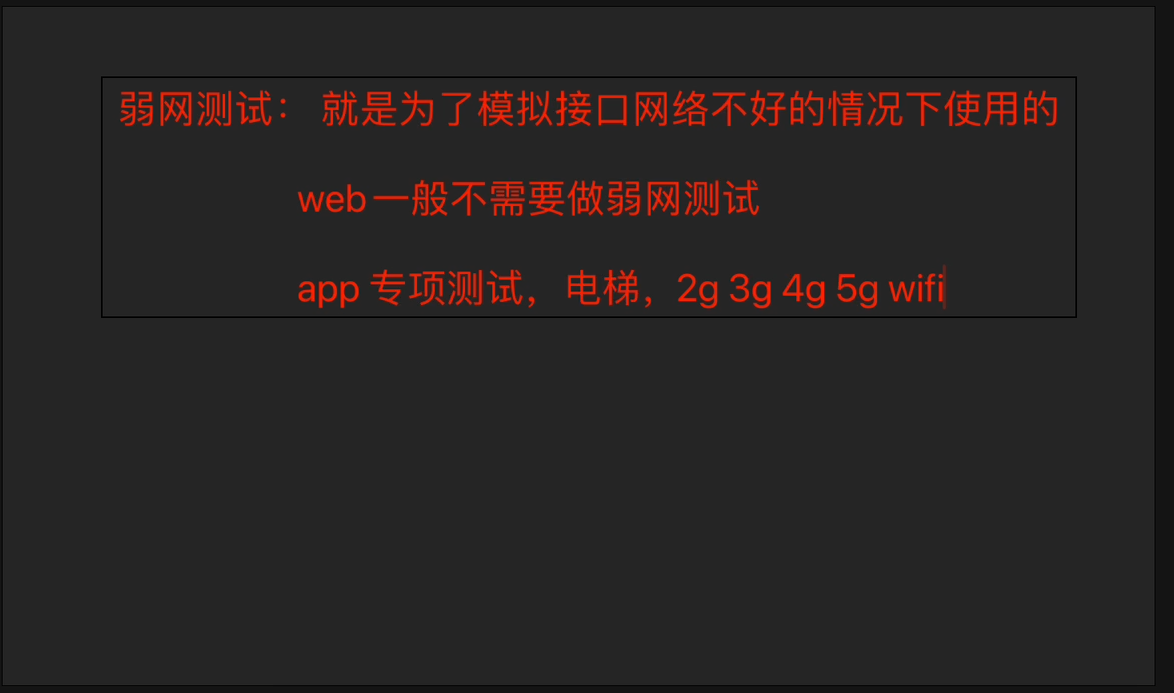 弱网测试： 就是为了模拟接口网络不好的情况下使用的
web一般不需要做弱网测试
app 专项测试，电梯，2g 3g 4g 5g wifi